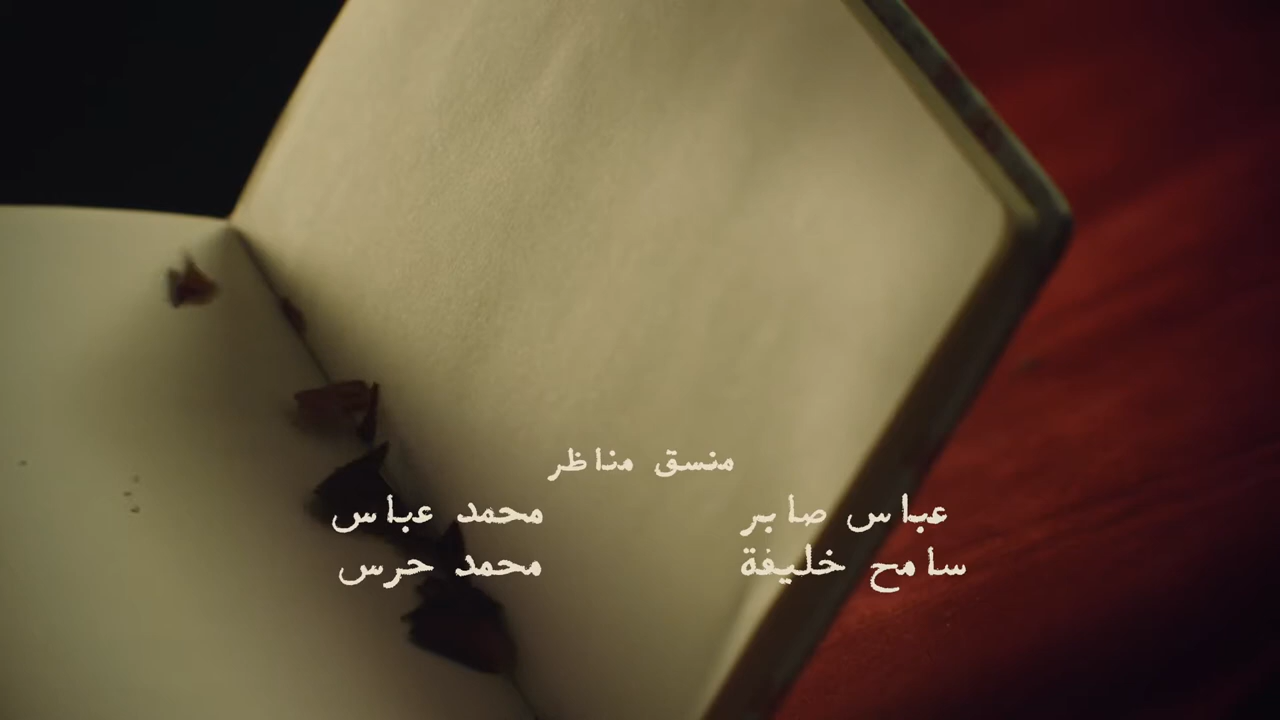 منسق مناظر
عباس صابر محمد عباس
سامح خليفة محمد حرس